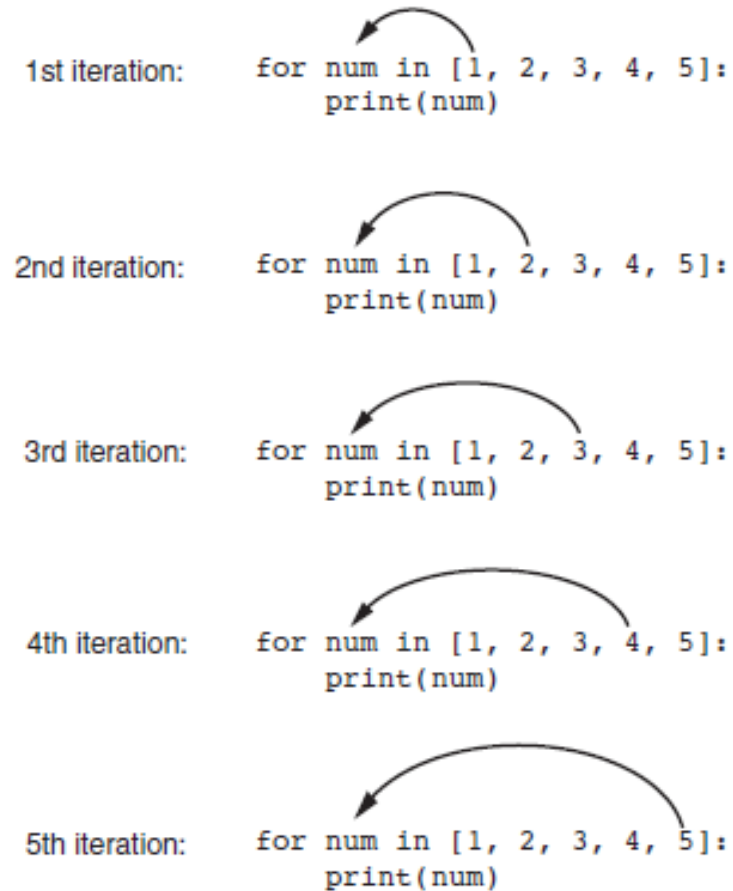 1st iteration: for num in [1, 2, 3, 4, 5]:
print(num)
2nd iteration: for num in [1, 2, 3, 4, 5]:
print(num)
3rd iteration: for num in [1, 2, 3, 4, 5]:
print(num)
4th iteration: for num in [1, 2, 3, 4, 5]:
print(num)
5th iteration: for num in [1, 2, 3, 4, 5]:
print(num)